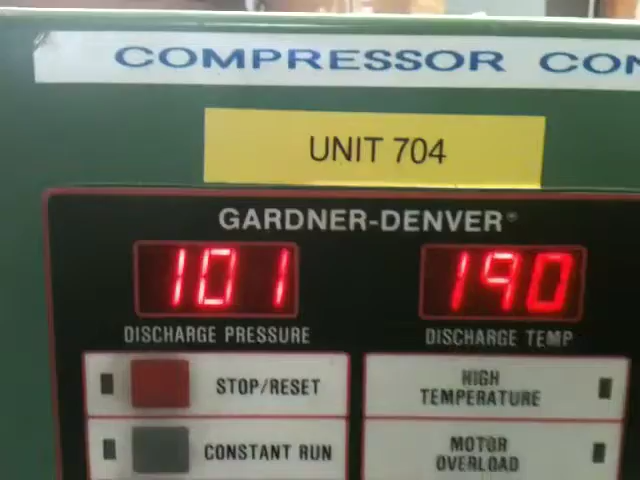 COMPRESSOR CON
UNIT 704
GARDNER-DENVER®
101 190
DISCHARGE PRESSURE DISCHARGE TEMP
STOP/RESET HIGH TEMPERATURE
CONSTANT RUN MOTOR OVERLOAD